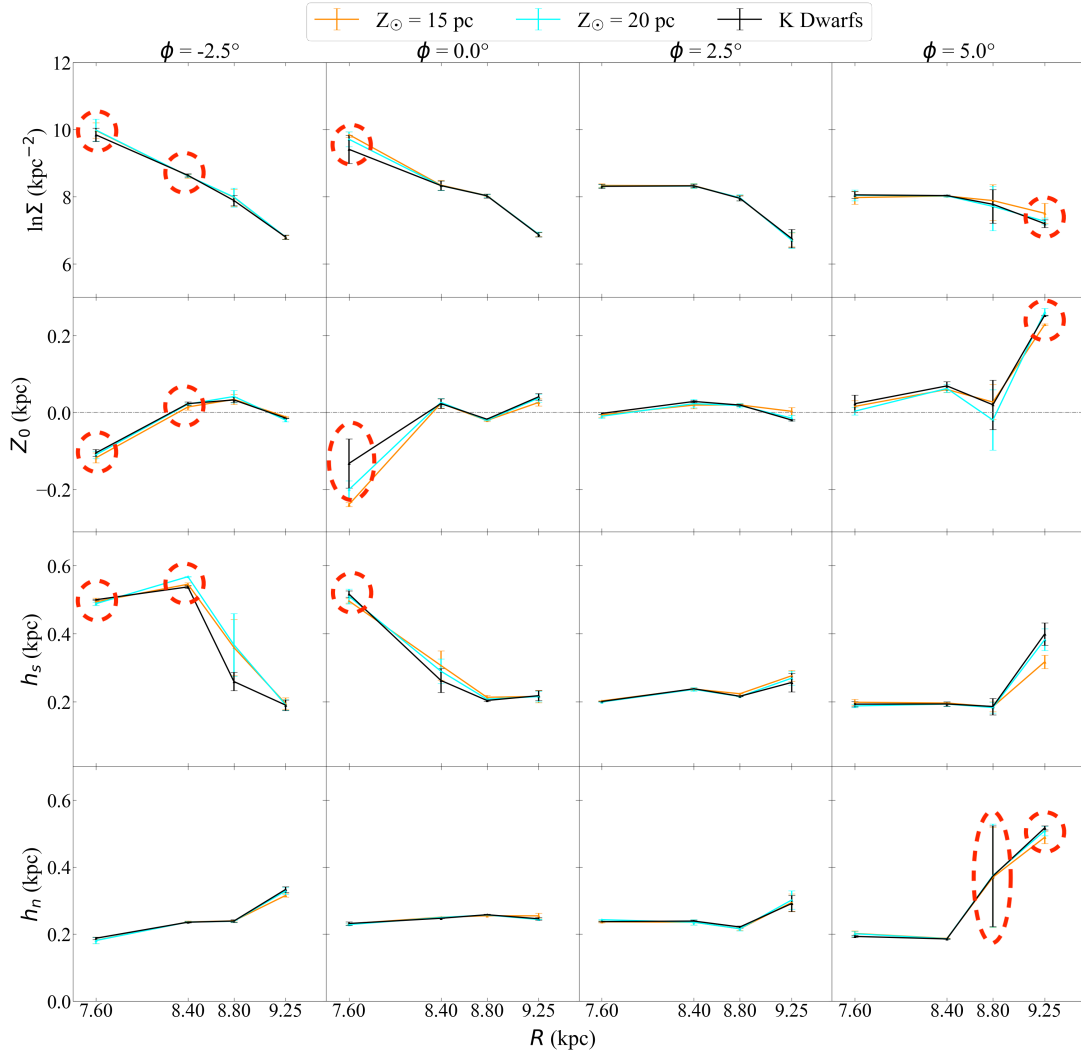 Z☉ = 15 pc Z☉ = 20 pc K Dwarfs
ϕ = -2.5° ϕ = 0.0° ϕ = 2.5° ϕ = 5.0°
12
10
8
6
lnΣ (kpc⁻²)
0.2
0.0
−0.2
Z₀ (kpc)
0.6
0.4
0.2
hₛ (kpc)
0.6
0.4
0.2
0.0
hₙ (kpc)
7.60 8.40 8.80 9.25 7.60 8.40 8.80 9.25 7.60 8.40 8.80 9.25 7.60 8.40 8.80 9.25
R (kpc)